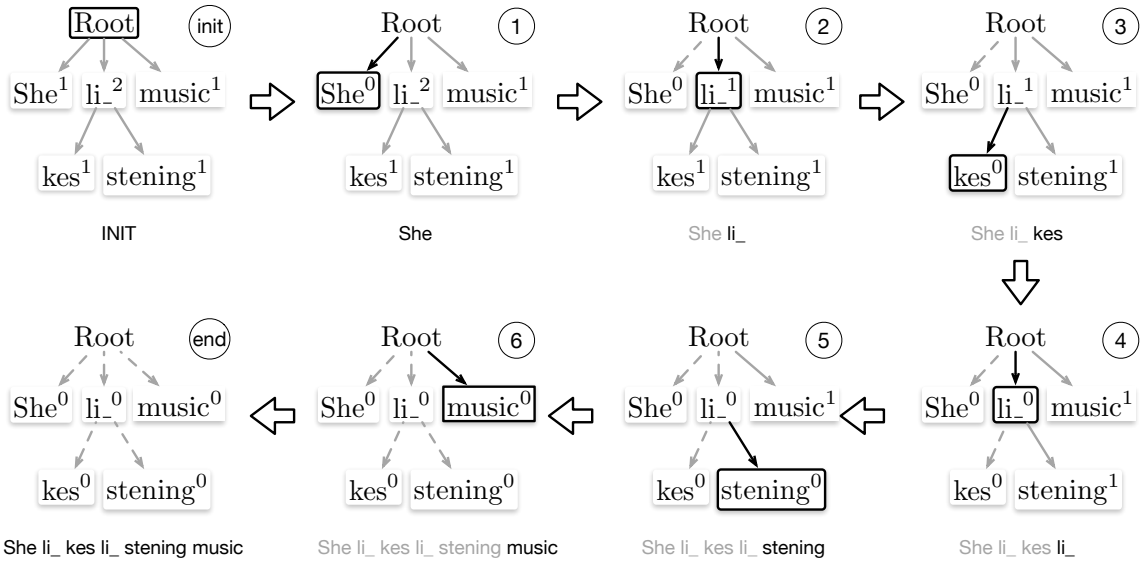 Root
init
She¹ li_² music¹
kes¹ stening¹
INIT
Root
1
She⁰ li_² music¹
kes¹ stening¹
She
Root
2
She⁰ li_¹ music¹
kes¹ stening¹
She li_
Root
3
She⁰ li_¹ music¹
kes⁰ stening¹
She li_ kes
Root
end
She⁰ li_⁰ music⁰
kes⁰ stening⁰
She li_ kes li_ stening music
Root
6
She⁰ li_⁰ music⁰
kes⁰ stening⁰
She li_ kes li_ stening music
Root
5
She⁰ li_⁰ music¹
kes⁰ stening⁰
She li_ kes li_ stening
Root
4
She⁰ li_⁰ music¹
kes⁰ stening¹
She li_ kes li_